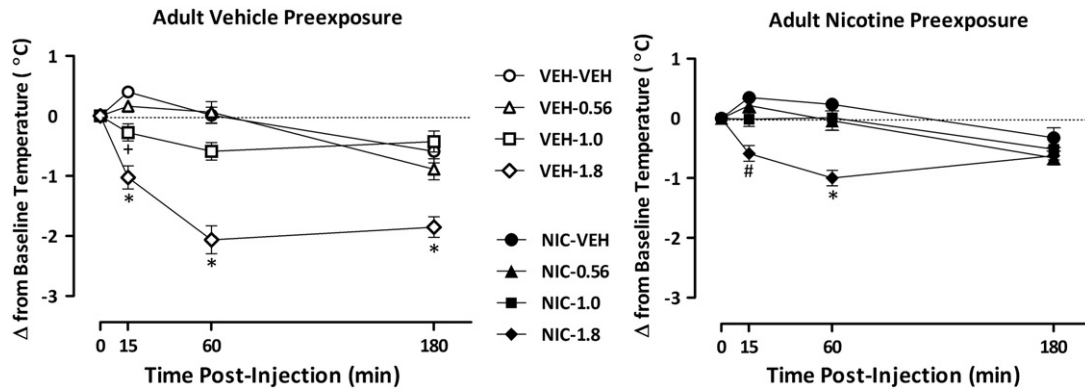 Adult Vehicle Preexposure
Δ from Baseline Temperature ( °C)
1
0
-1
-2
-3
+
*
*
*
0 15 60 180
Time Post-Injection (min)
VEH-VEH
VEH-0.56
VEH-1.0
VEH-1.8
NIC-VEH
NIC-0.56
NIC-1.0
NIC-1.8
Adult Nicotine Preexposure
Δ from Baseline Temperature ( °C)
1
0
-1
-2
-3
#
*
0 15 60 180
Time Post-Injection (min)